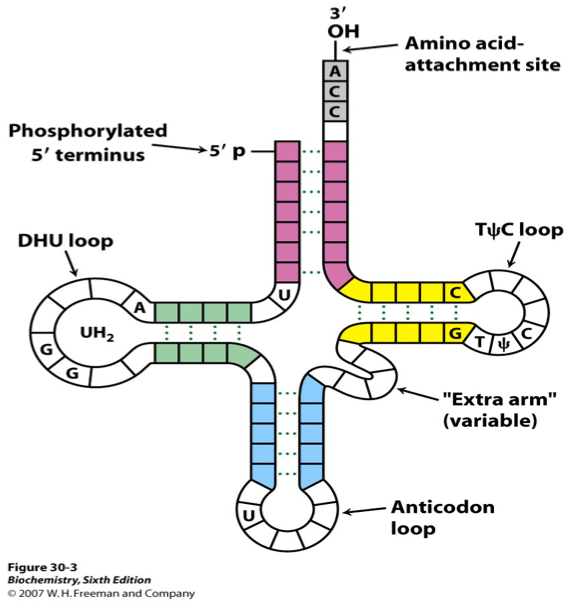 3′
OH
Amino acid-
attachment site
A
C
C
Phosphorylated
5′ terminus
5′ p
TψC loop
DHU loop
A
U
C
UH₂
G
G
G
T
ψ
C
"Extra arm"
(variable)
U
Anticodon
loop
Figure 30-3
Biochemistry, Sixth Edition
© 2007 W. H. Freeman and Company